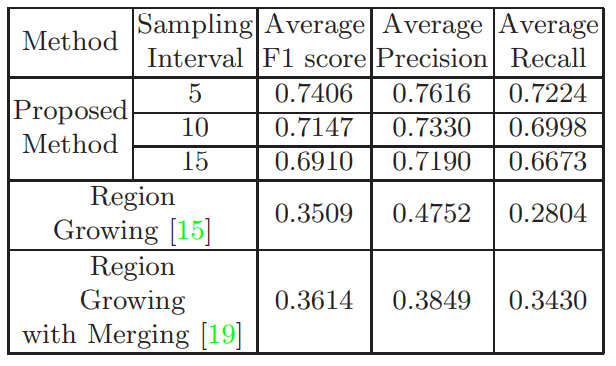 Method Sampling Interval Average F1 score Average Precision Average Recall
Proposed Method 5 0.7406 0.7616 0.7224
10 0.7147 0.7330 0.6998
15 0.6910 0.7190 0.6673
Region Growing [15] 0.3509 0.4752 0.2804
Region Growing with Merging [19] 0.3614 0.3849 0.3430